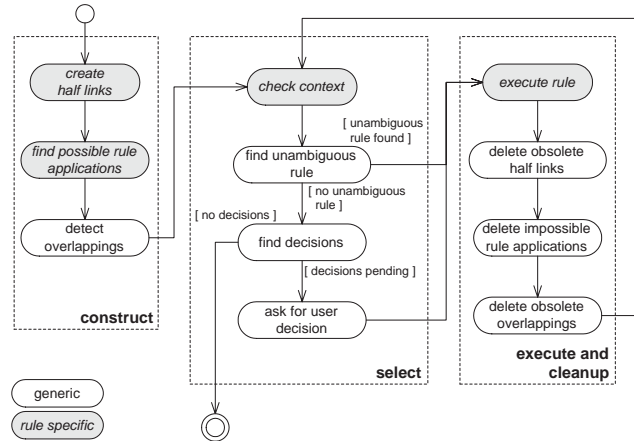 create
half links
find possible rule
applications
detect
overlappings
construct
check context
[ unambiguous
rule found ]
find unambiguous
rule
[ no unambiguous
rule ]
[ no decisions ]
find decisions
[ decisions pending ]
ask for user
decision
select
execute rule
delete obsolete
half links
delete impossible
rule applications
delete obsolete
overlappings
execute and
cleanup
generic
rule specific